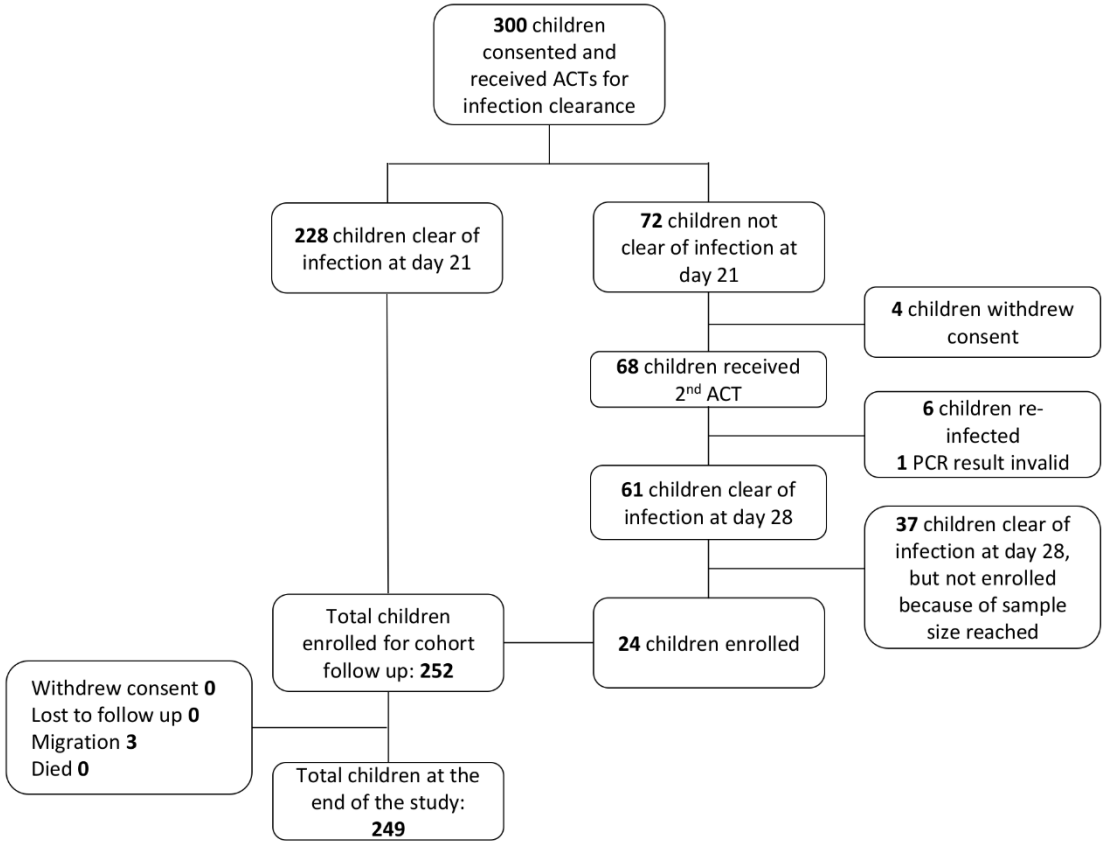 300 children
consented and
received ACTs for
infection clearance
228 children clear of
infection at day 21
72 children not
clear of infection at
day 21
4 children withdrew
consent
68 children received
2nd ACT
6 children re-
infected
1 PCR result invalid
61 children clear of
infection at day 28
37 children clear of
infection at day 28,
but not enrolled
because of sample
size reached
Total children
enrolled for cohort
follow up: 252
24 children enrolled
Withdrew consent 0
Lost to follow up 0
Migration 3
Died 0
Total children at the
end of the study:
249